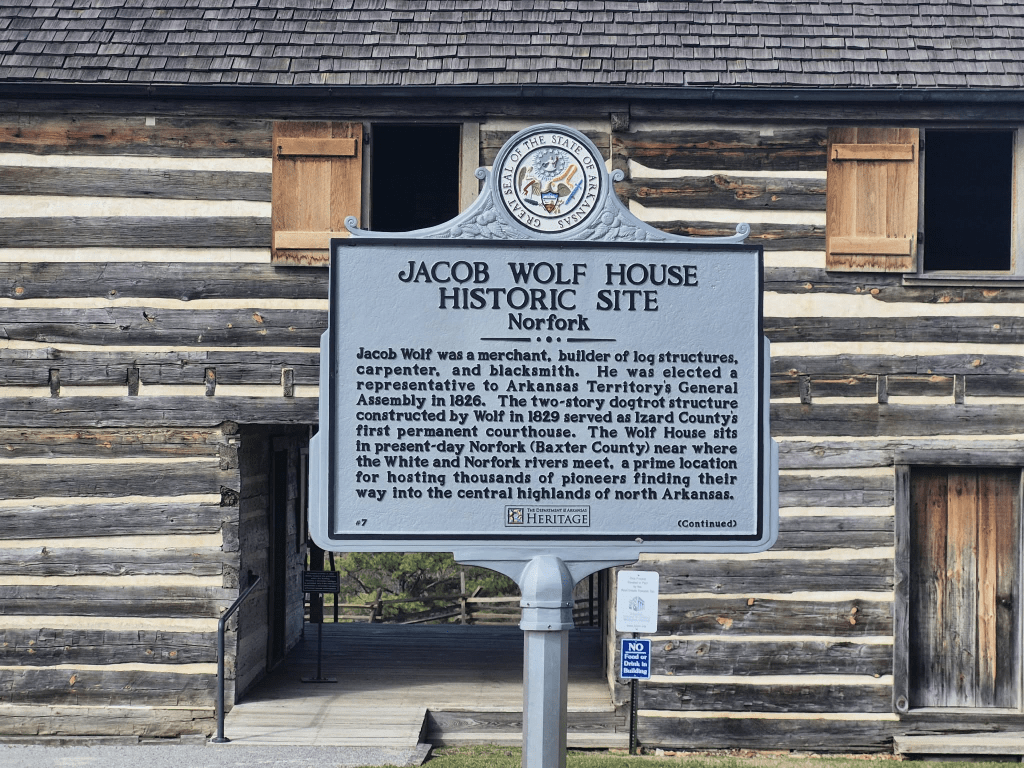 GREAT SEAL OF THE STATE OF ARKANSAS
JACOB WOLF HOUSE
HISTORIC SITE
Norfork
Jacob Wolf was a merchant, builder of log structures,
carpenter, and blacksmith. He was elected a
representative to Arkansas Territory's General
Assembly in 1826. The two-story dogtrot structure
constructed by Wolf in 1829 served as Izard County's
first permanent courthouse. The Wolf House sits
in present-day Norfork (Baxter County) near where
the White and Norfork rivers meet, a prime location
for hosting thousands of pioneers finding their
way into the central highlands of north Arkansas.
#7
THE DEPARTMENT OF ARKANSAS
HERITAGE
(Continued)
NO
Food or
Drink in
Building